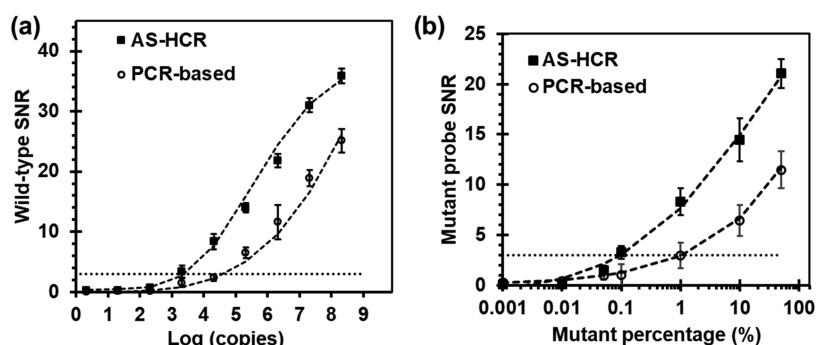 (a)
AS-HCR
PCR-based
Wild-type SNR
40
30
20
10
0
0 1 2 3 4 5 6 7 8 9
Log (copies)
(b)
AS-HCR
PCR-based
Mutant probe SNR
25
20
15
10
5
0
0.001 0.01 0.1 1 10 100
Mutant percentage (%)